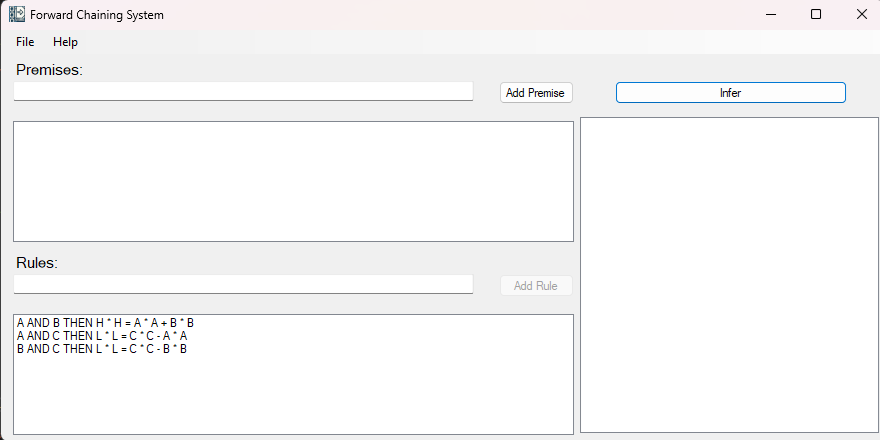 Forward Chaining System
File Help
Premises:
Add Premise
Infer
Rules:
Add Rule
A AND B THEN H * H = A * A + B * B
A AND C THEN L * L = C * C - A * A
B AND C THEN L * L = C * C - B * B